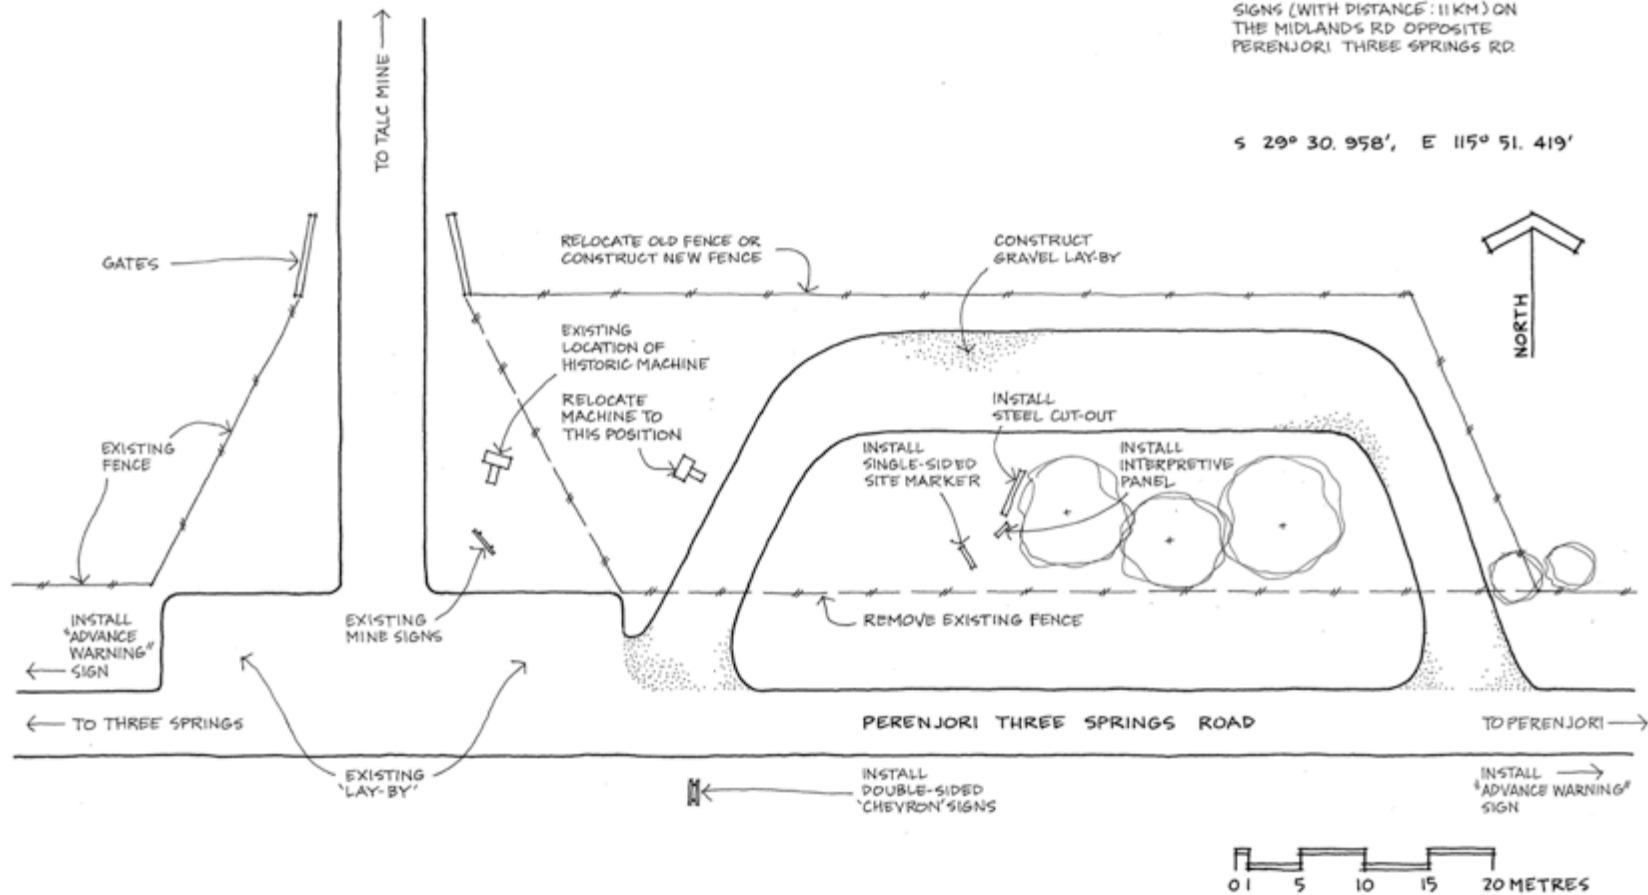 SIGNS (WITH DISTANCE: 11 KM) ON
THE MIDLANDS RD OPPOSITE
PERENJORI THREE SPRINGS RD.
S 29° 30. 958', E 115° 51. 419'
TO TALC MINE
GATES
RELOCATE OLD FENCE OR
CONSTRUCT NEW FENCE
CONSTRUCT
GRAVEL LAY-BY
NORTH
EXISTING
LOCATION OF
HISTORIC MACHINE
RELOCATE
MACHINE TO
THIS POSITION
INSTALL
STEEL CUT-OUT
EXISTING
FENCE
INSTALL
SINGLE-SIDED
SITE MARKER
INSTALL
INTERPRETIVE
PANEL
INSTALL
"ADVANCE
WARNING"
SIGN
EXISTING
MINE SIGNS
REMOVE EXISTING FENCE
TO THREE SPRINGS
PERENJORI THREE SPRINGS ROAD
TO PERENJORI
EXISTING
'LAY-BY'
INSTALL
DOUBLE-SIDED
'CHEVRON' SIGNS
INSTALL
"ADVANCE WARNING"
SIGN
0 1 5 10 15 20 METRES